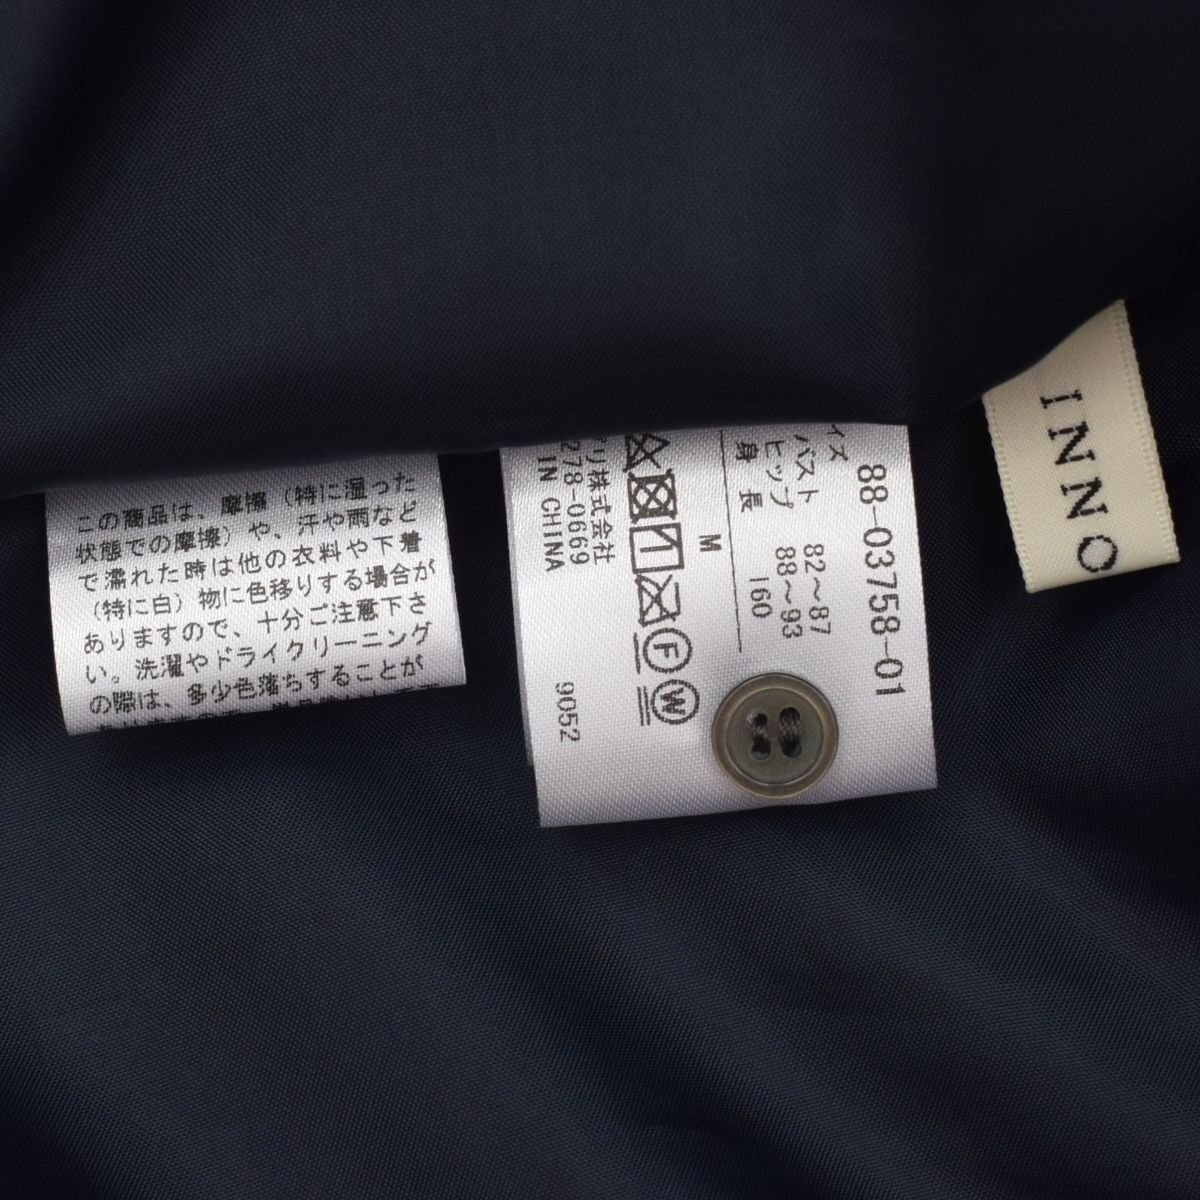 この商品は、摩擦（特に湿った
状態での摩擦）や、汗や雨など
で濡れた時は他の衣料や下着
（特に白）物に色移りする場合が
ありますので、十分ご注意下さ
い。洗濯やドライクリーニング
の際は、多少色落ちすることが
88-03758-01
イズ
バスト 82〜87
ヒップ 88〜93
身長 160
M
F
W
リ株式会社
278-0669
IN CHINA
9052
INNO